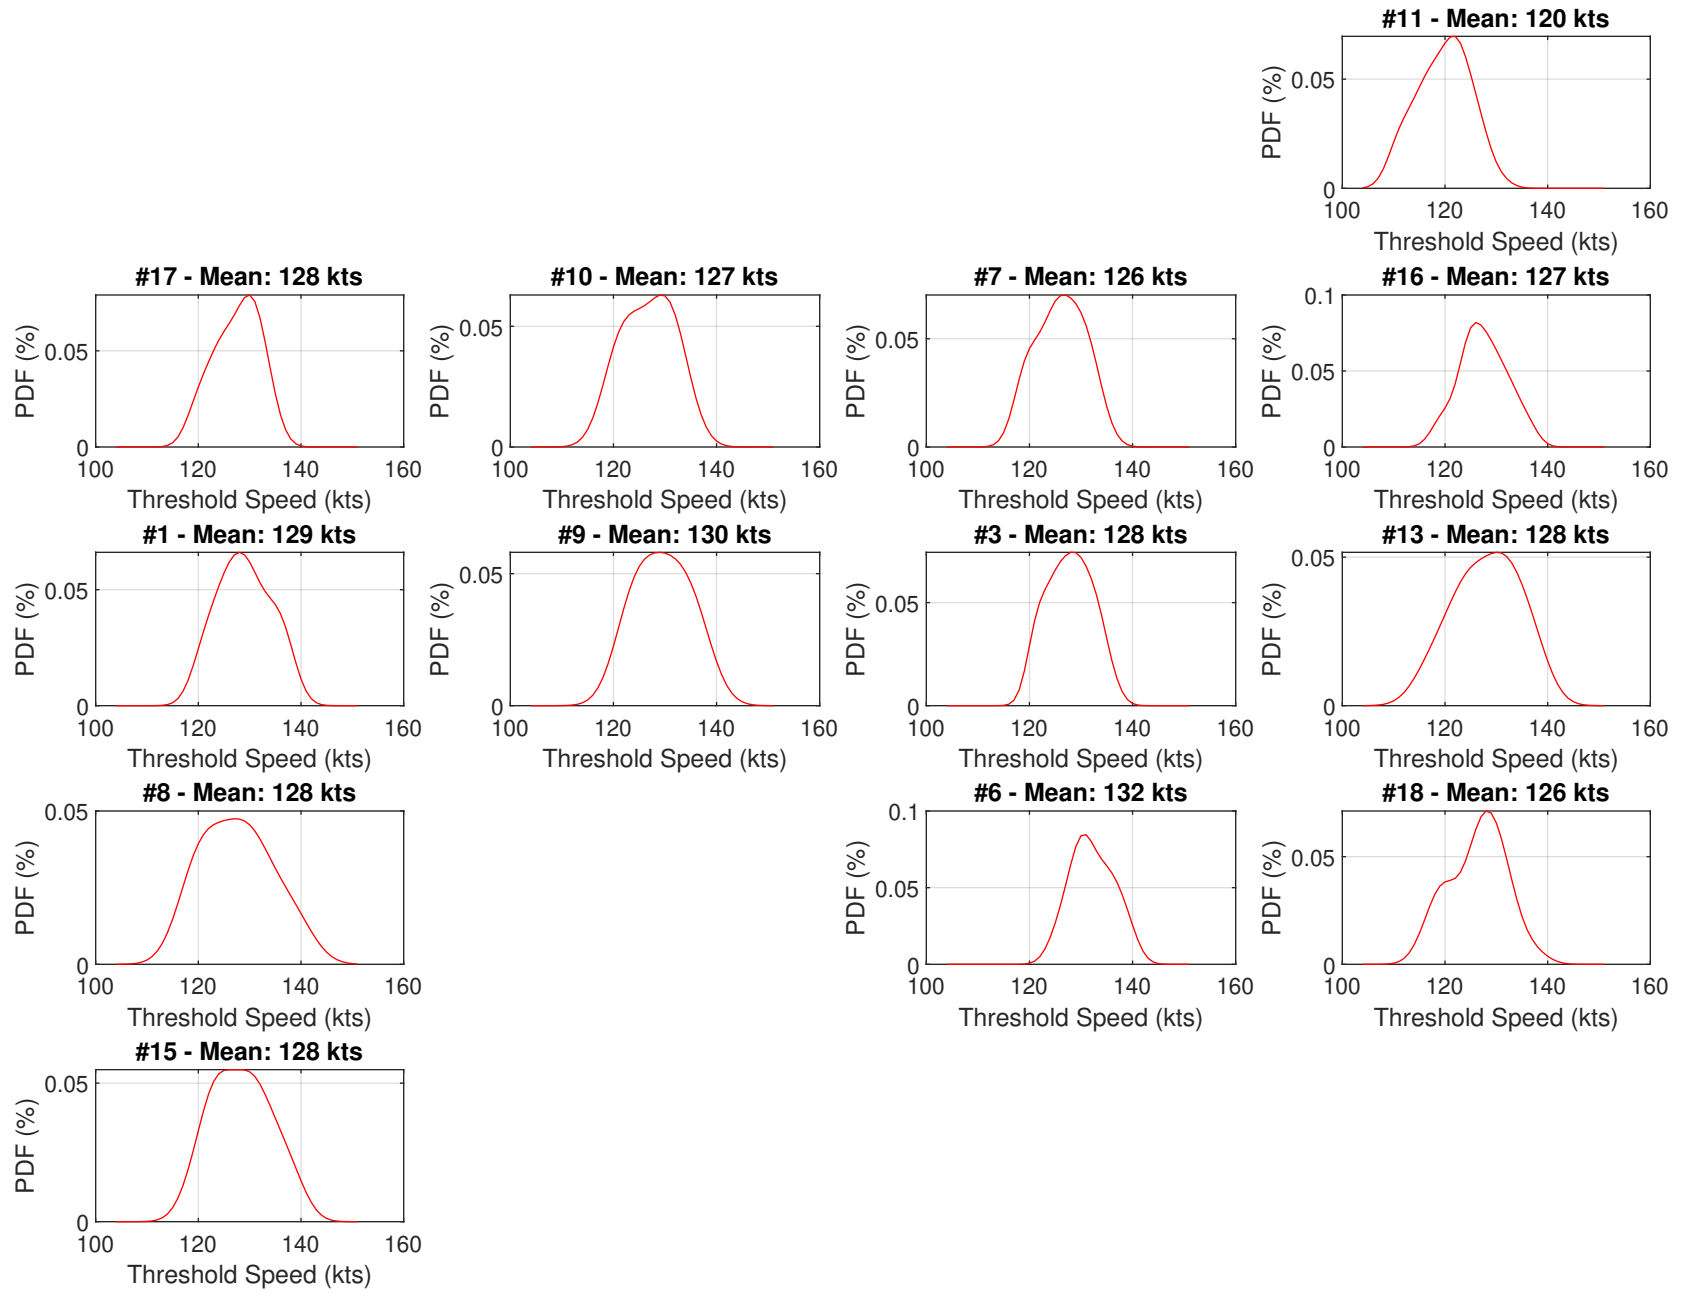 #11 - Mean: 120 kts
PDF (%)
0.05
0
100 120 140 160
Threshold Speed (kts)
#17 - Mean: 128 kts
PDF (%)
0.05
0
100 120 140 160
Threshold Speed (kts)
#10 - Mean: 127 kts
PDF (%)
0.05
0
100 120 140 160
Threshold Speed (kts)
#7 - Mean: 126 kts
PDF (%)
0.05
0
100 120 140 160
Threshold Speed (kts)
#16 - Mean: 127 kts
PDF (%)
0.1
0.05
0
100 120 140 160
Threshold Speed (kts)
#1 - Mean: 129 kts
PDF (%)
0.05
0
100 120 140 160
Threshold Speed (kts)
#9 - Mean: 130 kts
PDF (%)
0.05
0
100 120 140 160
Threshold Speed (kts)
#3 - Mean: 128 kts
PDF (%)
0.05
0
100 120 140 160
Threshold Speed (kts)
#13 - Mean: 128 kts
PDF (%)
0.05
0
100 120 140 160
Threshold Speed (kts)
#8 - Mean: 128 kts
PDF (%)
0.05
0
100 120 140 160
Threshold Speed (kts)
#6 - Mean: 132 kts
PDF (%)
0.1
0.05
0
100 120 140 160
Threshold Speed (kts)
#18 - Mean: 126 kts
PDF (%)
0.05
0
100 120 140 160
Threshold Speed (kts)
#15 - Mean: 128 kts
PDF (%)
0.05
0
100 120 140 160
Threshold Speed (kts)